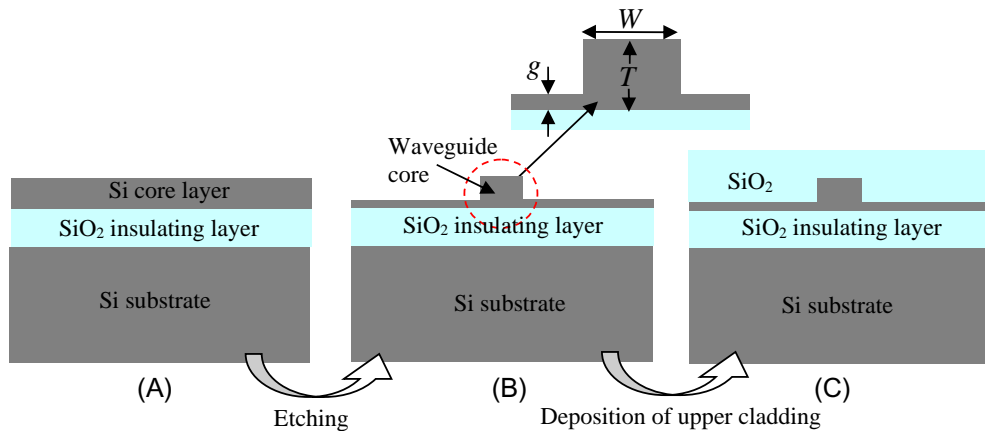 W
g
T
Waveguide
core
Si core layer
SiO₂ insulating layer
Si substrate
SiO₂ insulating layer
Si substrate
SiO₂
SiO₂ insulating layer
Si substrate
(A)
(B)
(C)
Etching
Deposition of upper cladding